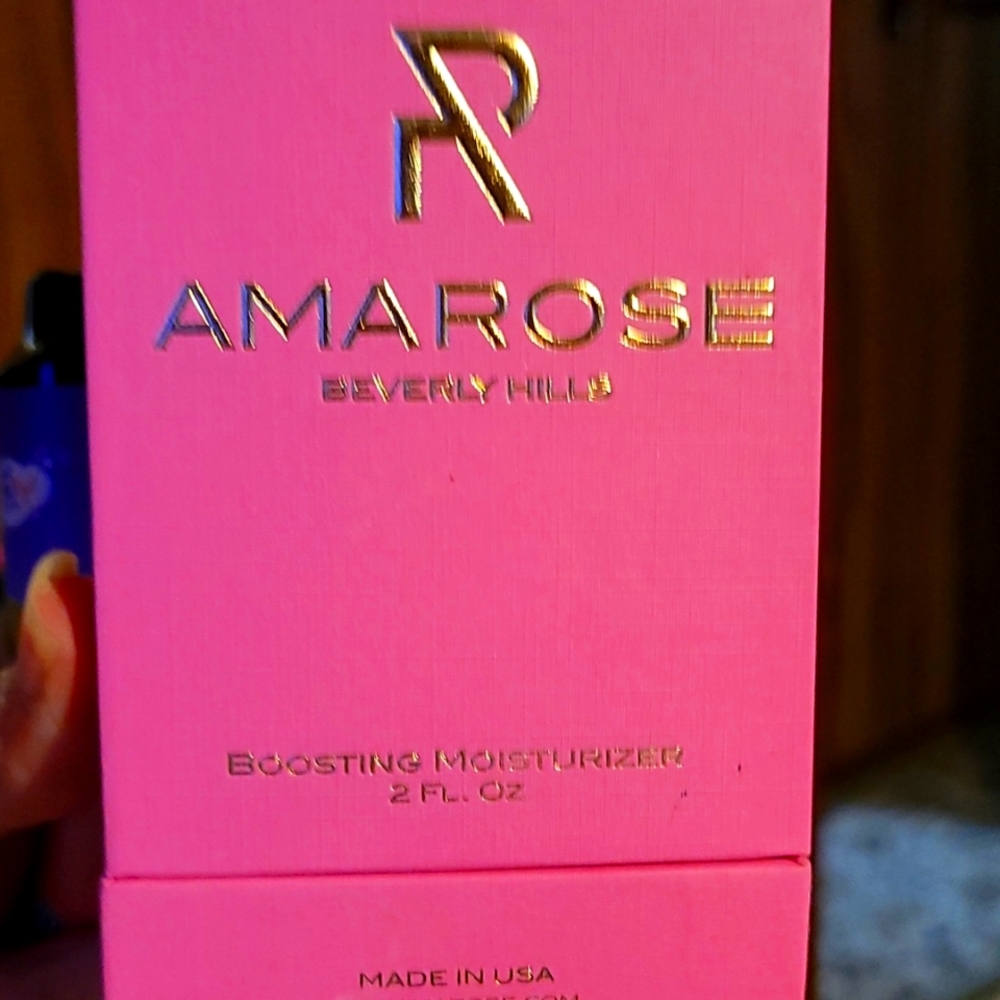 AMAROSE
BEVERLY HILLS
BOOSTING MOISTURIZER
2 FL. OZ
MADE IN USA